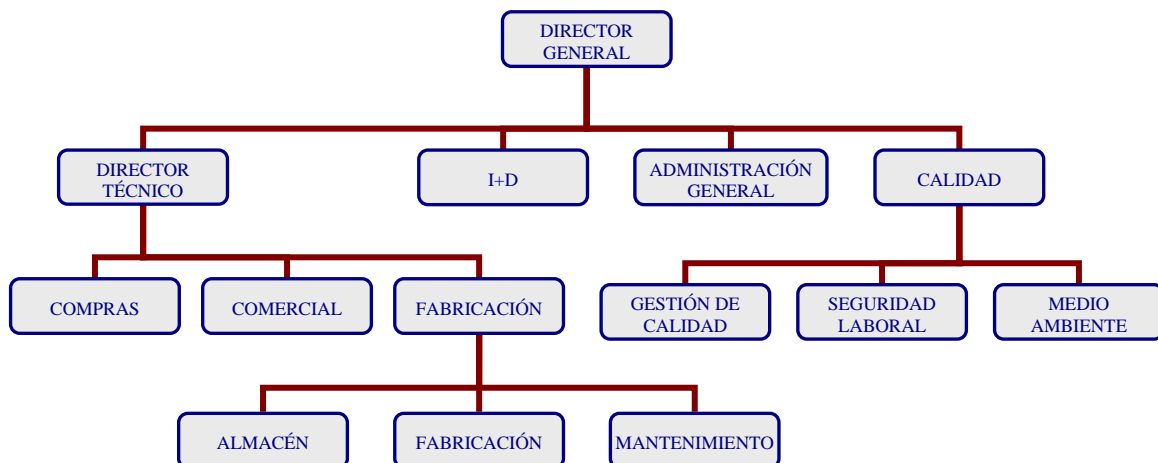 DIRECTOR
GENERAL
DIRECTOR
TÉCNICO
I+D
ADMINISTRACIÓN
GENERAL
CALIDAD
COMPRAS
COMERCIAL
FABRICACIÓN
GESTIÓN DE
CALIDAD
SEGURIDAD
LABORAL
MEDIO
AMBIENTE
ALMACÉN
FABRICACIÓN
MANTENIMIENTO